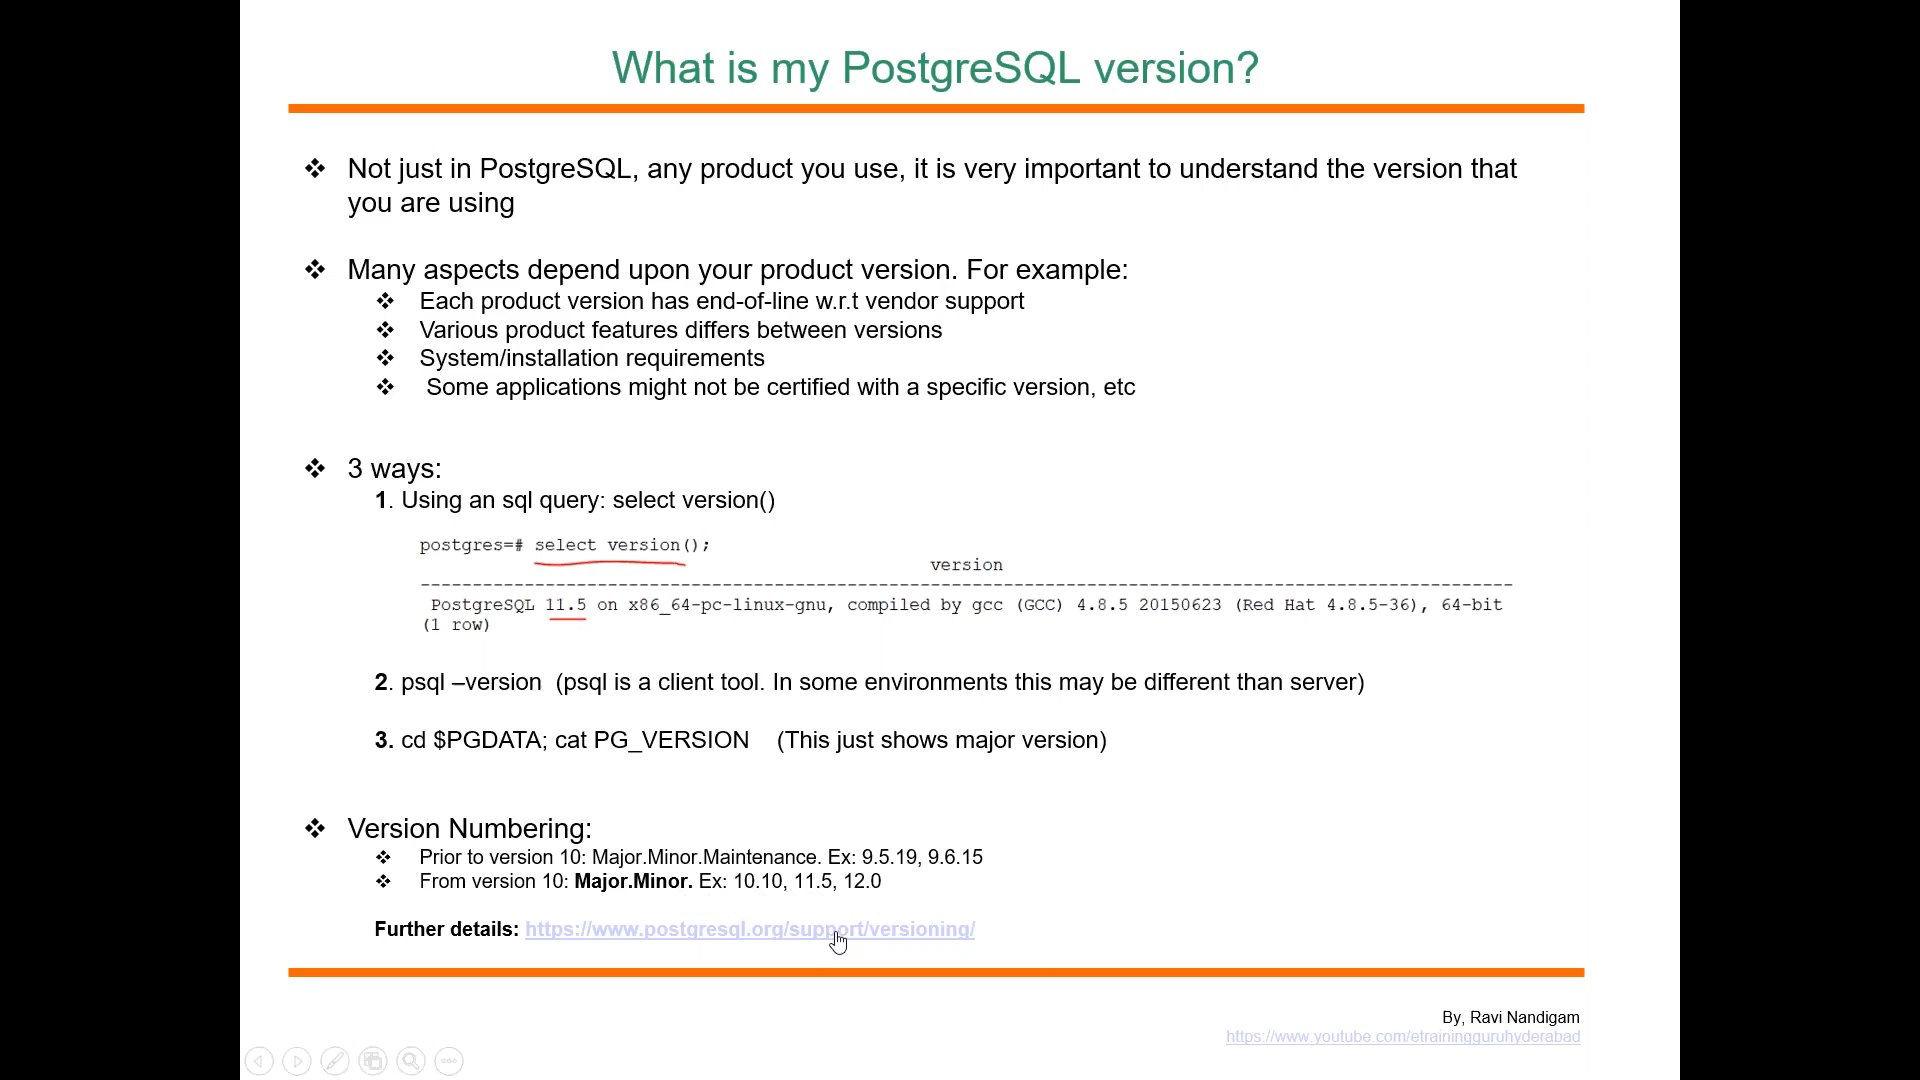 What is my PostgreSQL version?
❖ Not just in PostgreSQL, any product you use, it is very important to understand the version that
you are using
❖ Many aspects depend upon your product version. For example:
❖ Each product version has end-of-line w.r.t vendor support
❖ Various product features differs between versions
❖ System/installation requirements
❖ Some applications might not be certified with a specific version, etc
❖ 3 ways:
1. Using an sql query: select version()
postgres=# select version();
version
---------------------------------------------------------------------------------------------------------
PostgreSQL 11.5 on x86_64-pc-linux-gnu, compiled by gcc (GCC) 4.8.5 20150623 (Red Hat 4.8.5-36), 64-bit
(1 row)
2. psql –version (psql is a client tool. In some environments this may be different than server)
3. cd $PGDATA; cat PG_VERSION (This just shows major version)
❖ Version Numbering:
❖ Prior to version 10: Major.Minor.Maintenance. Ex: 9.5.19, 9.6.15
❖ From version 10: Major.Minor. Ex: 10.10, 11.5, 12.0
Further details: https://www.postgresql.org/support/versioning/
By, Ravi Nandigam
https://www.youtube.com/etrainingguruhyderabad